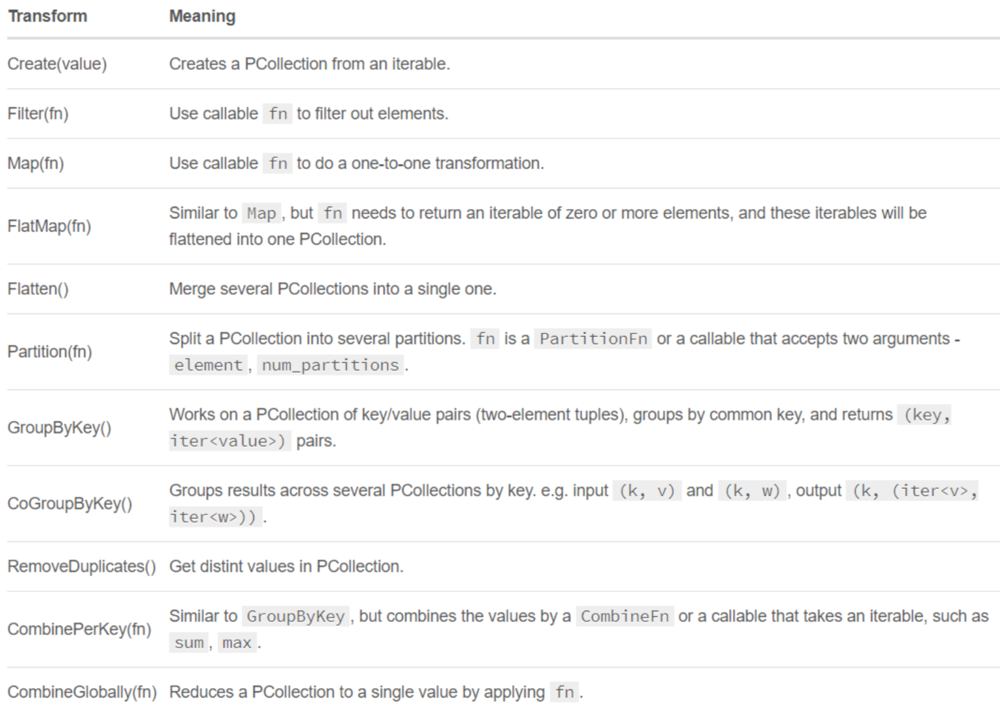 Transform Meaning
Create(value) Creates a PCollection from an iterable.
Filter(fn) Use callable fn to filter out elements.
Map(fn) Use callable fn to do a one-to-one transformation.
FlatMap(fn) Similar to Map, but fn needs to return an iterable of zero or more elements, and these iterables will be
flattened into one PCollection.
Flatten() Merge several PCollections into a single one.
Partition(fn) Split a PCollection into several partitions. fn is a PartitionFn or a callable that accepts two arguments -
element, num_partitions.
GroupByKey() Works on a PCollection of key/value pairs (two-element tuples), groups by common key, and returns (key,
iter<value>) pairs.
CoGroupByKey() Groups results across several PCollections by key. e.g. input (k, v) and (k, w), output (k, (iter<v>,
iter<w>)).
RemoveDuplicates() Get distint values in PCollection.
CombinePerKey(fn) Similar to GroupByKey, but combines the values by a CombineFn or a callable that takes an iterable, such as
sum, max.
CombineGlobally(fn) Reduces a PCollection to a single value by applying fn.